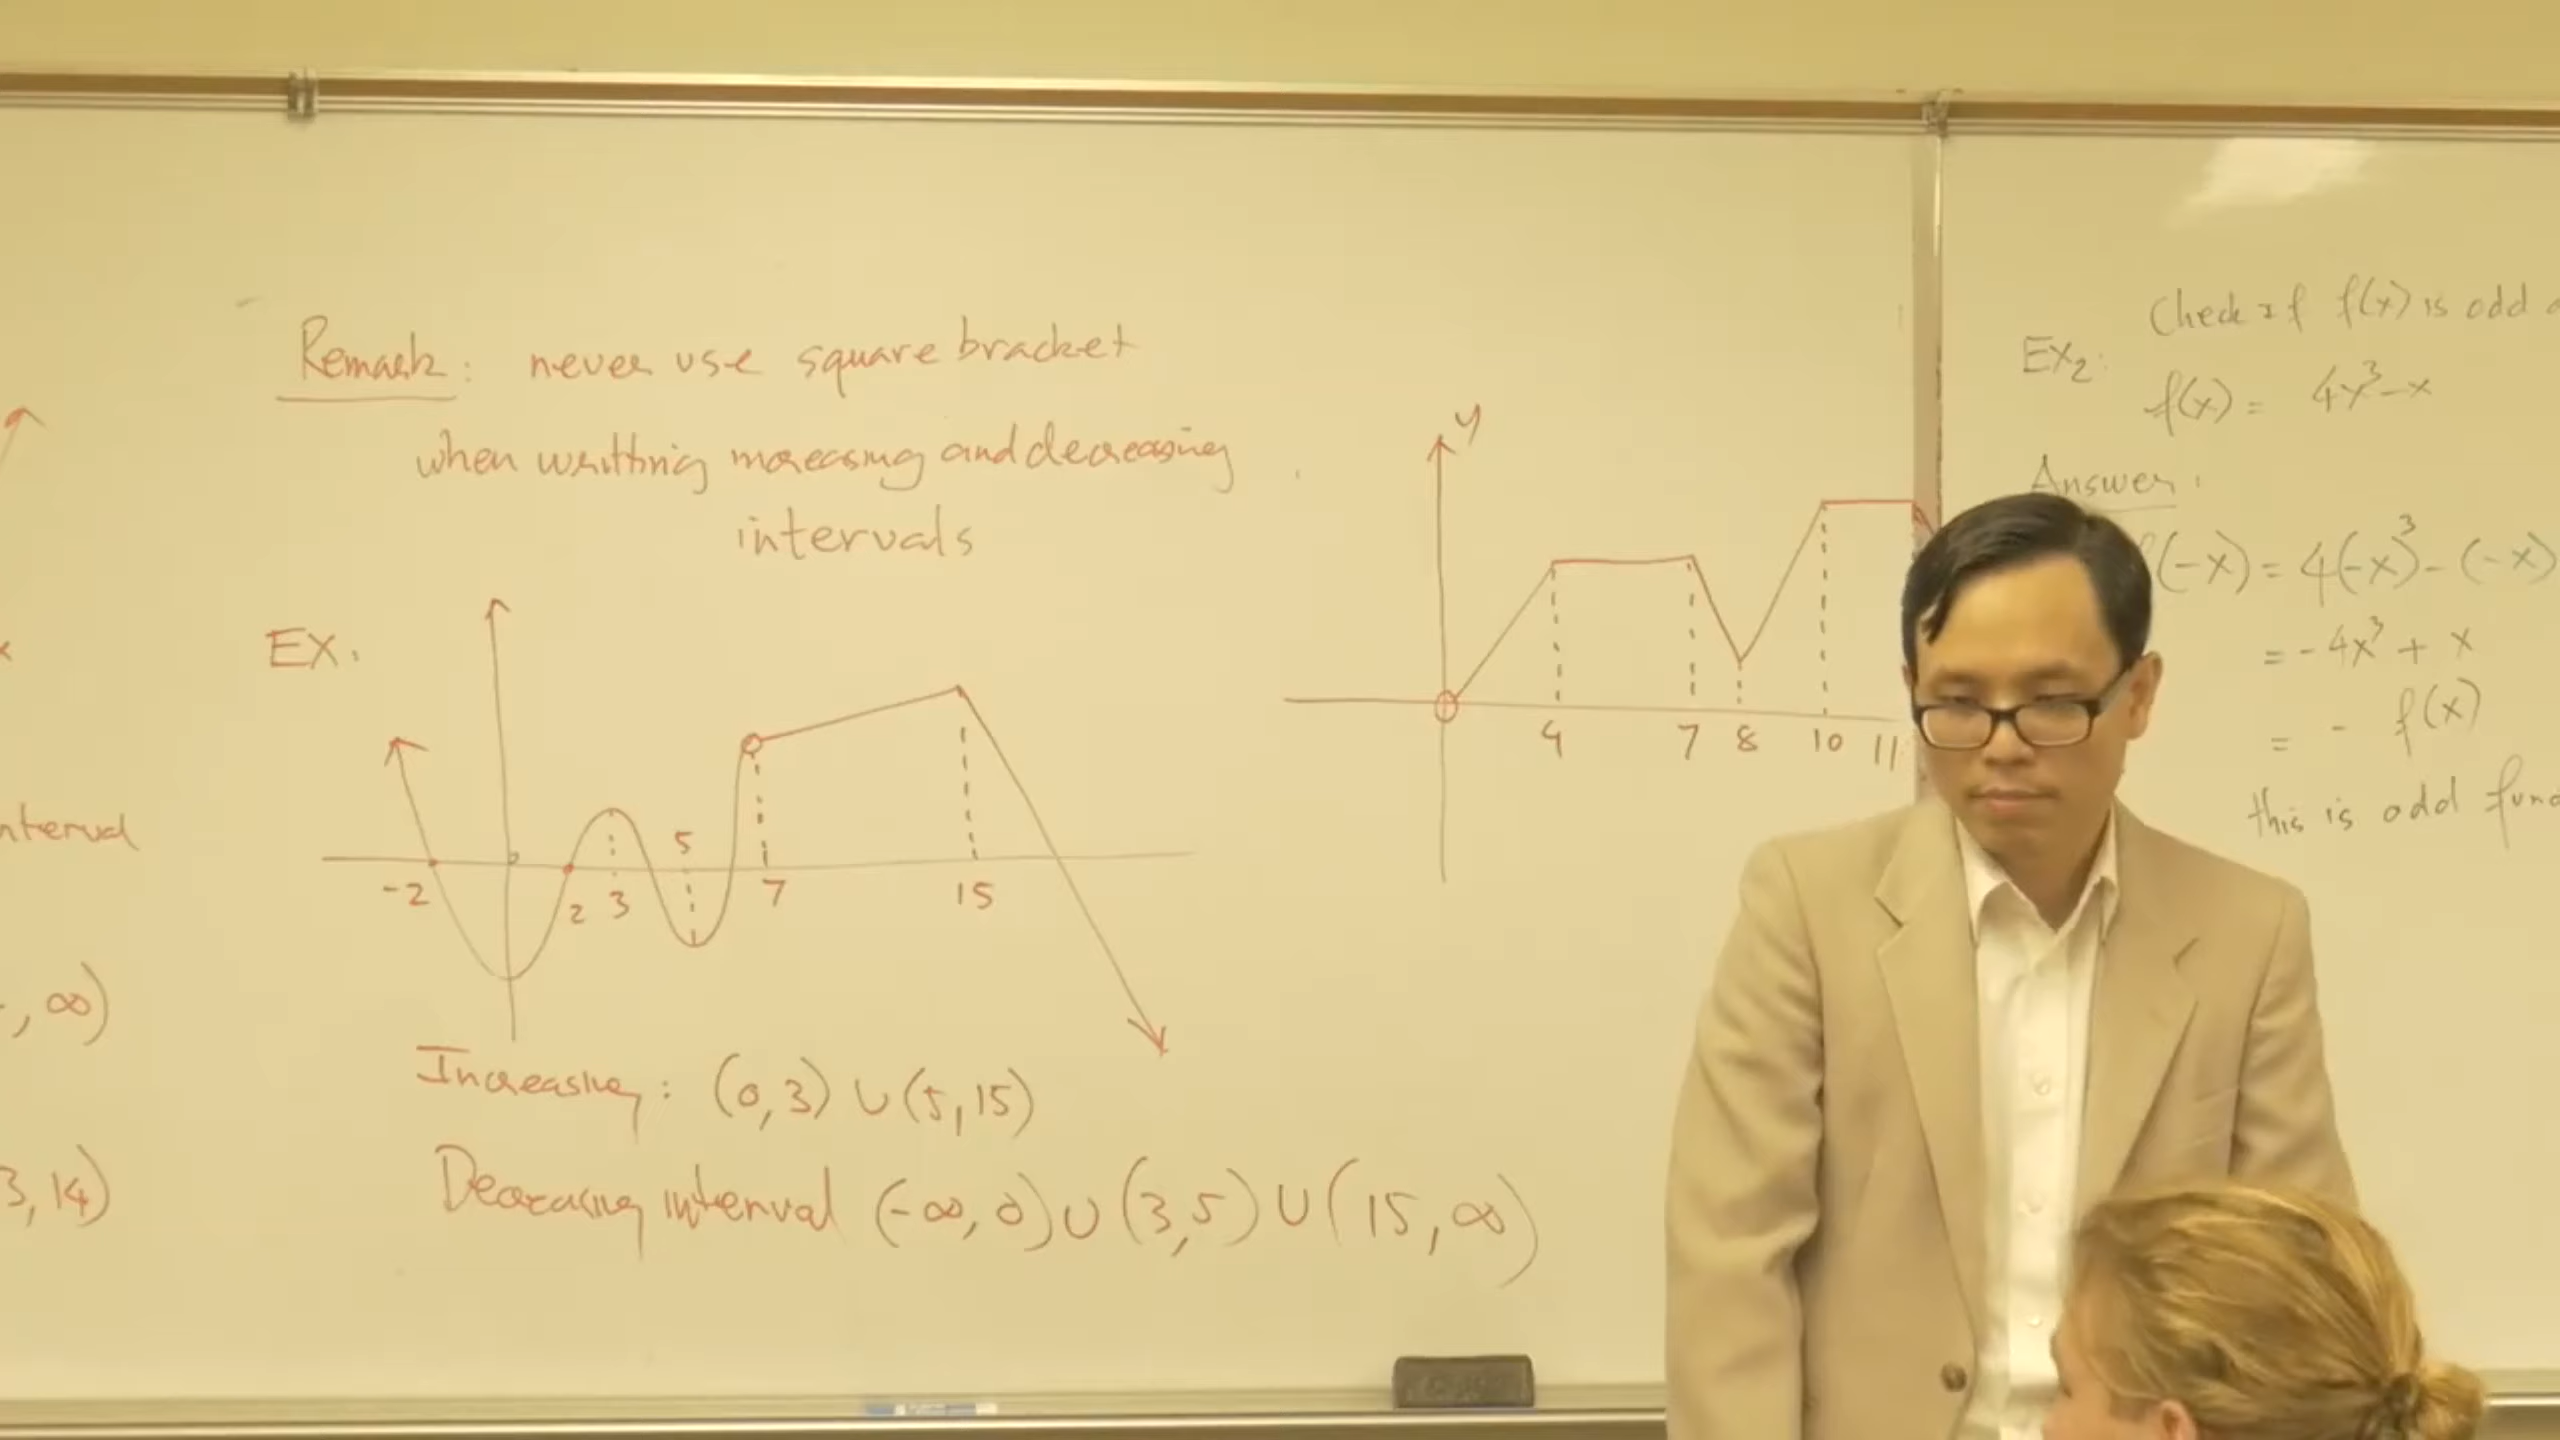 Remark: never use square bracket
when writting increasing and decreasing
intervals
EX.
-2
2
3
5
7
15
Increasing: (0,3) ∪ (5,15)
Decreasing interval (-∞, 0) ∪ (3,5) ∪ (15, ∞)
nterval
, ∞)
3, 14)
y
4 7 8 10 11
Check if f(x) is odd
EX2:
f(x) = 4x³-x
Answer:
(-x) = 4(-x)³- (-x)
= - 4x³ + x
= - f(x)
this is odd func